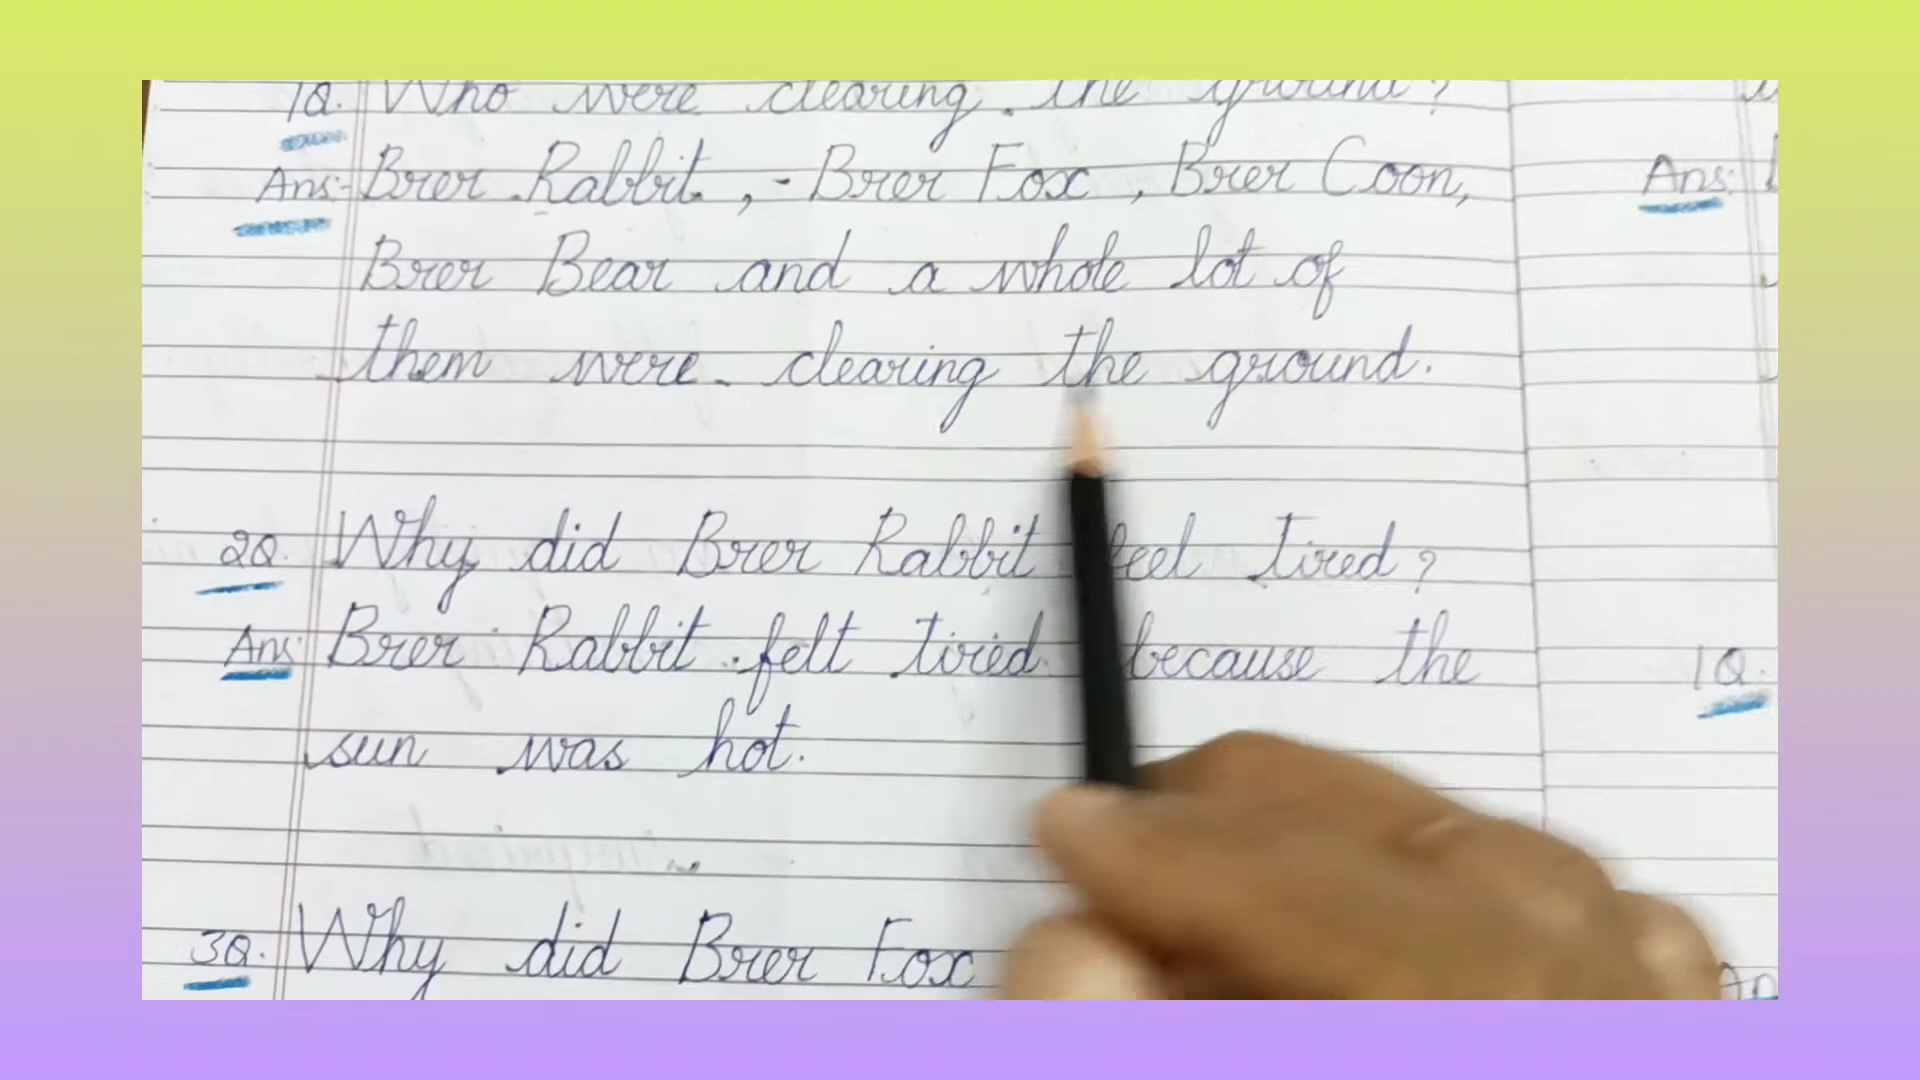 1Q. Who were clearing the ground?
Ans:- Brer Rabbit, - Brer Fox, Brer Coon,
Brer Bear and a whole lot of
them were clearing the ground.
2Q. Why did Brer Rabbit feel tired?
Ans: Brer Rabbit felt tired because the
sun was hot.
3Q. Why did Brer Fox
Ans:
1Q.
An